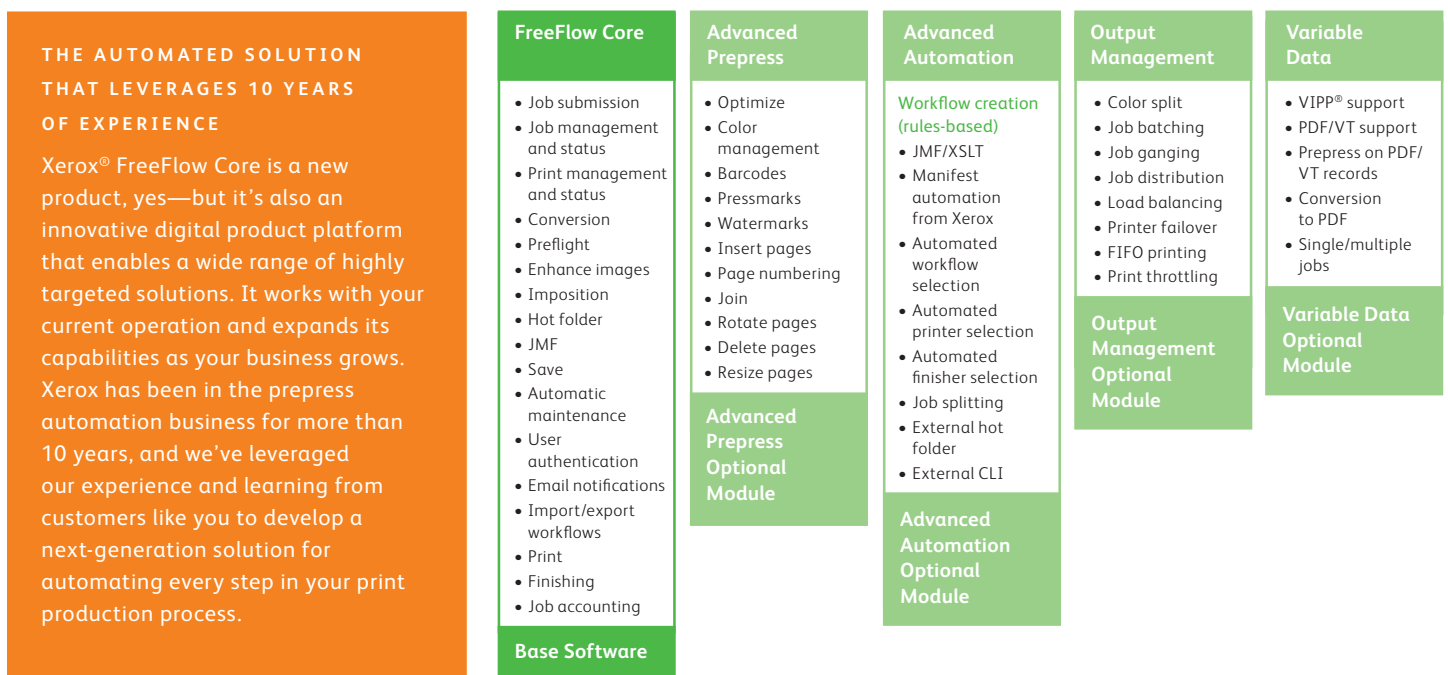 THE AUTOMATED SOLUTION
THAT LEVERAGES 10 YEARS
OF EXPERIENCE
Xerox® FreeFlow Core is a new
product, yes—but it's also an
innovative digital product platform
that enables a wide range of highly
targeted solutions. It works with your
current operation and expands its
capabilities as your business grows.
Xerox has been in the prepress
automation business for more than
10 years, and we've leveraged
our experience and learning from
customers like you to develop a
next-generation solution for
automating every step in your print
production process.
FreeFlow Core
• Job submission
• Job management
and status
• Print management
and status
• Conversion
• Preflight
• Enhance images
• Imposition
• Hot folder
• JMF
• Save
• Automatic
maintenance
• User
authentication
• Email notifications
• Import/export
workflows
• Print
• Finishing
• Job accounting
Base Software
Advanced
Prepress
• Optimize
• Color
management
• Barcodes
• Pressmarks
• Watermarks
• Insert pages
• Page numbering
• Join
• Rotate pages
• Delete pages
• Resize pages
Advanced
Prepress
Optional
Module
Advanced
Automation
Workflow creation
(rules-based)
• JMF/XSLT
• Manifest
automation
from Xerox
• Automated
workflow
selection
• Automated
printer selection
• Automated
finisher selection
• Job splitting
• External hot
folder
• External CLI
Advanced
Automation
Optional
Module
Output
Management
• Color split
• Job batching
• Job ganging
• Job distribution
• Load balancing
• Printer failover
• FIFO printing
• Print throttling
Output
Management
Optional
Module
Variable
Data
• VIPP® support
• PDF/VT support
• Prepress on PDF/
VT records
• Conversion
to PDF
• Single/multiple
jobs
Variable Data
Optional
Module